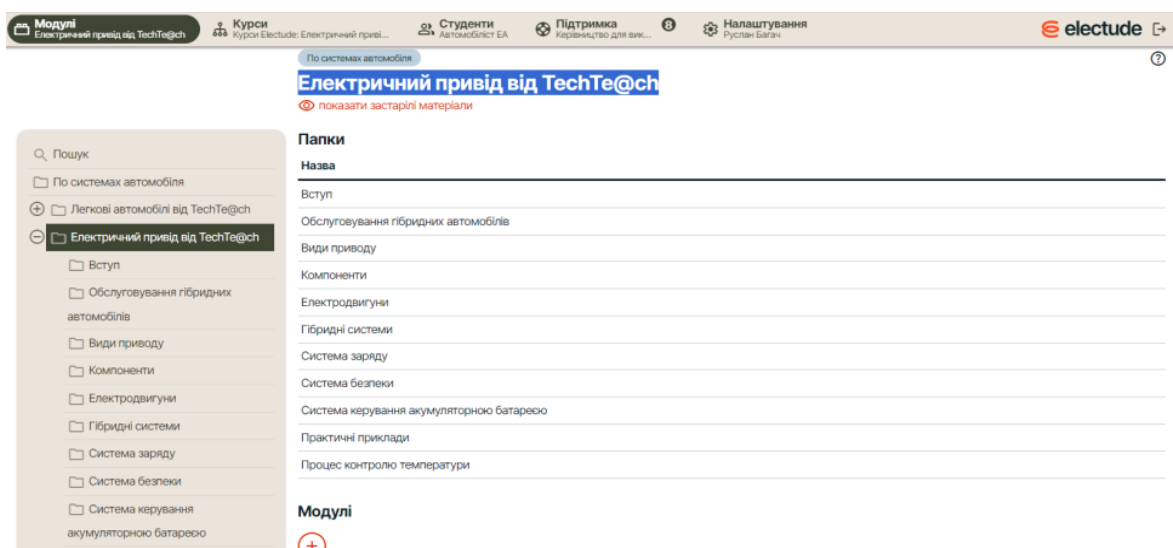 Модулі
Електричний привід від TechTe@ch
Курси
Курси Electude: Електричний приві...
Студенти
Автомобіліст ЕА
Підтримка
Керівництво для вик...
8
Налаштування
Руслан Багач
electude
По системах автомобіля
?
Електричний привід від TechTe@ch
показати застарілі матеріали
Пошук
По системах автомобіля
Легкові автомобілі від TechTe@ch
Електричний привід від TechTe@ch
Вступ
Обслуговування гібридних
автомобілів
Види приводу
Компоненти
Електродвигуни
Гібридні системи
Система заряду
Система безпеки
Система керування
акумуляторною батареєю
Папки
Назва
Вступ
Обслуговування гібридних автомобілів
Види приводу
Компоненти
Електродвигуни
Гібридні системи
Система заряду
Система безпеки
Система керування акумуляторною батареєю
Практичні приклади
Процес контролю температури
Модулі